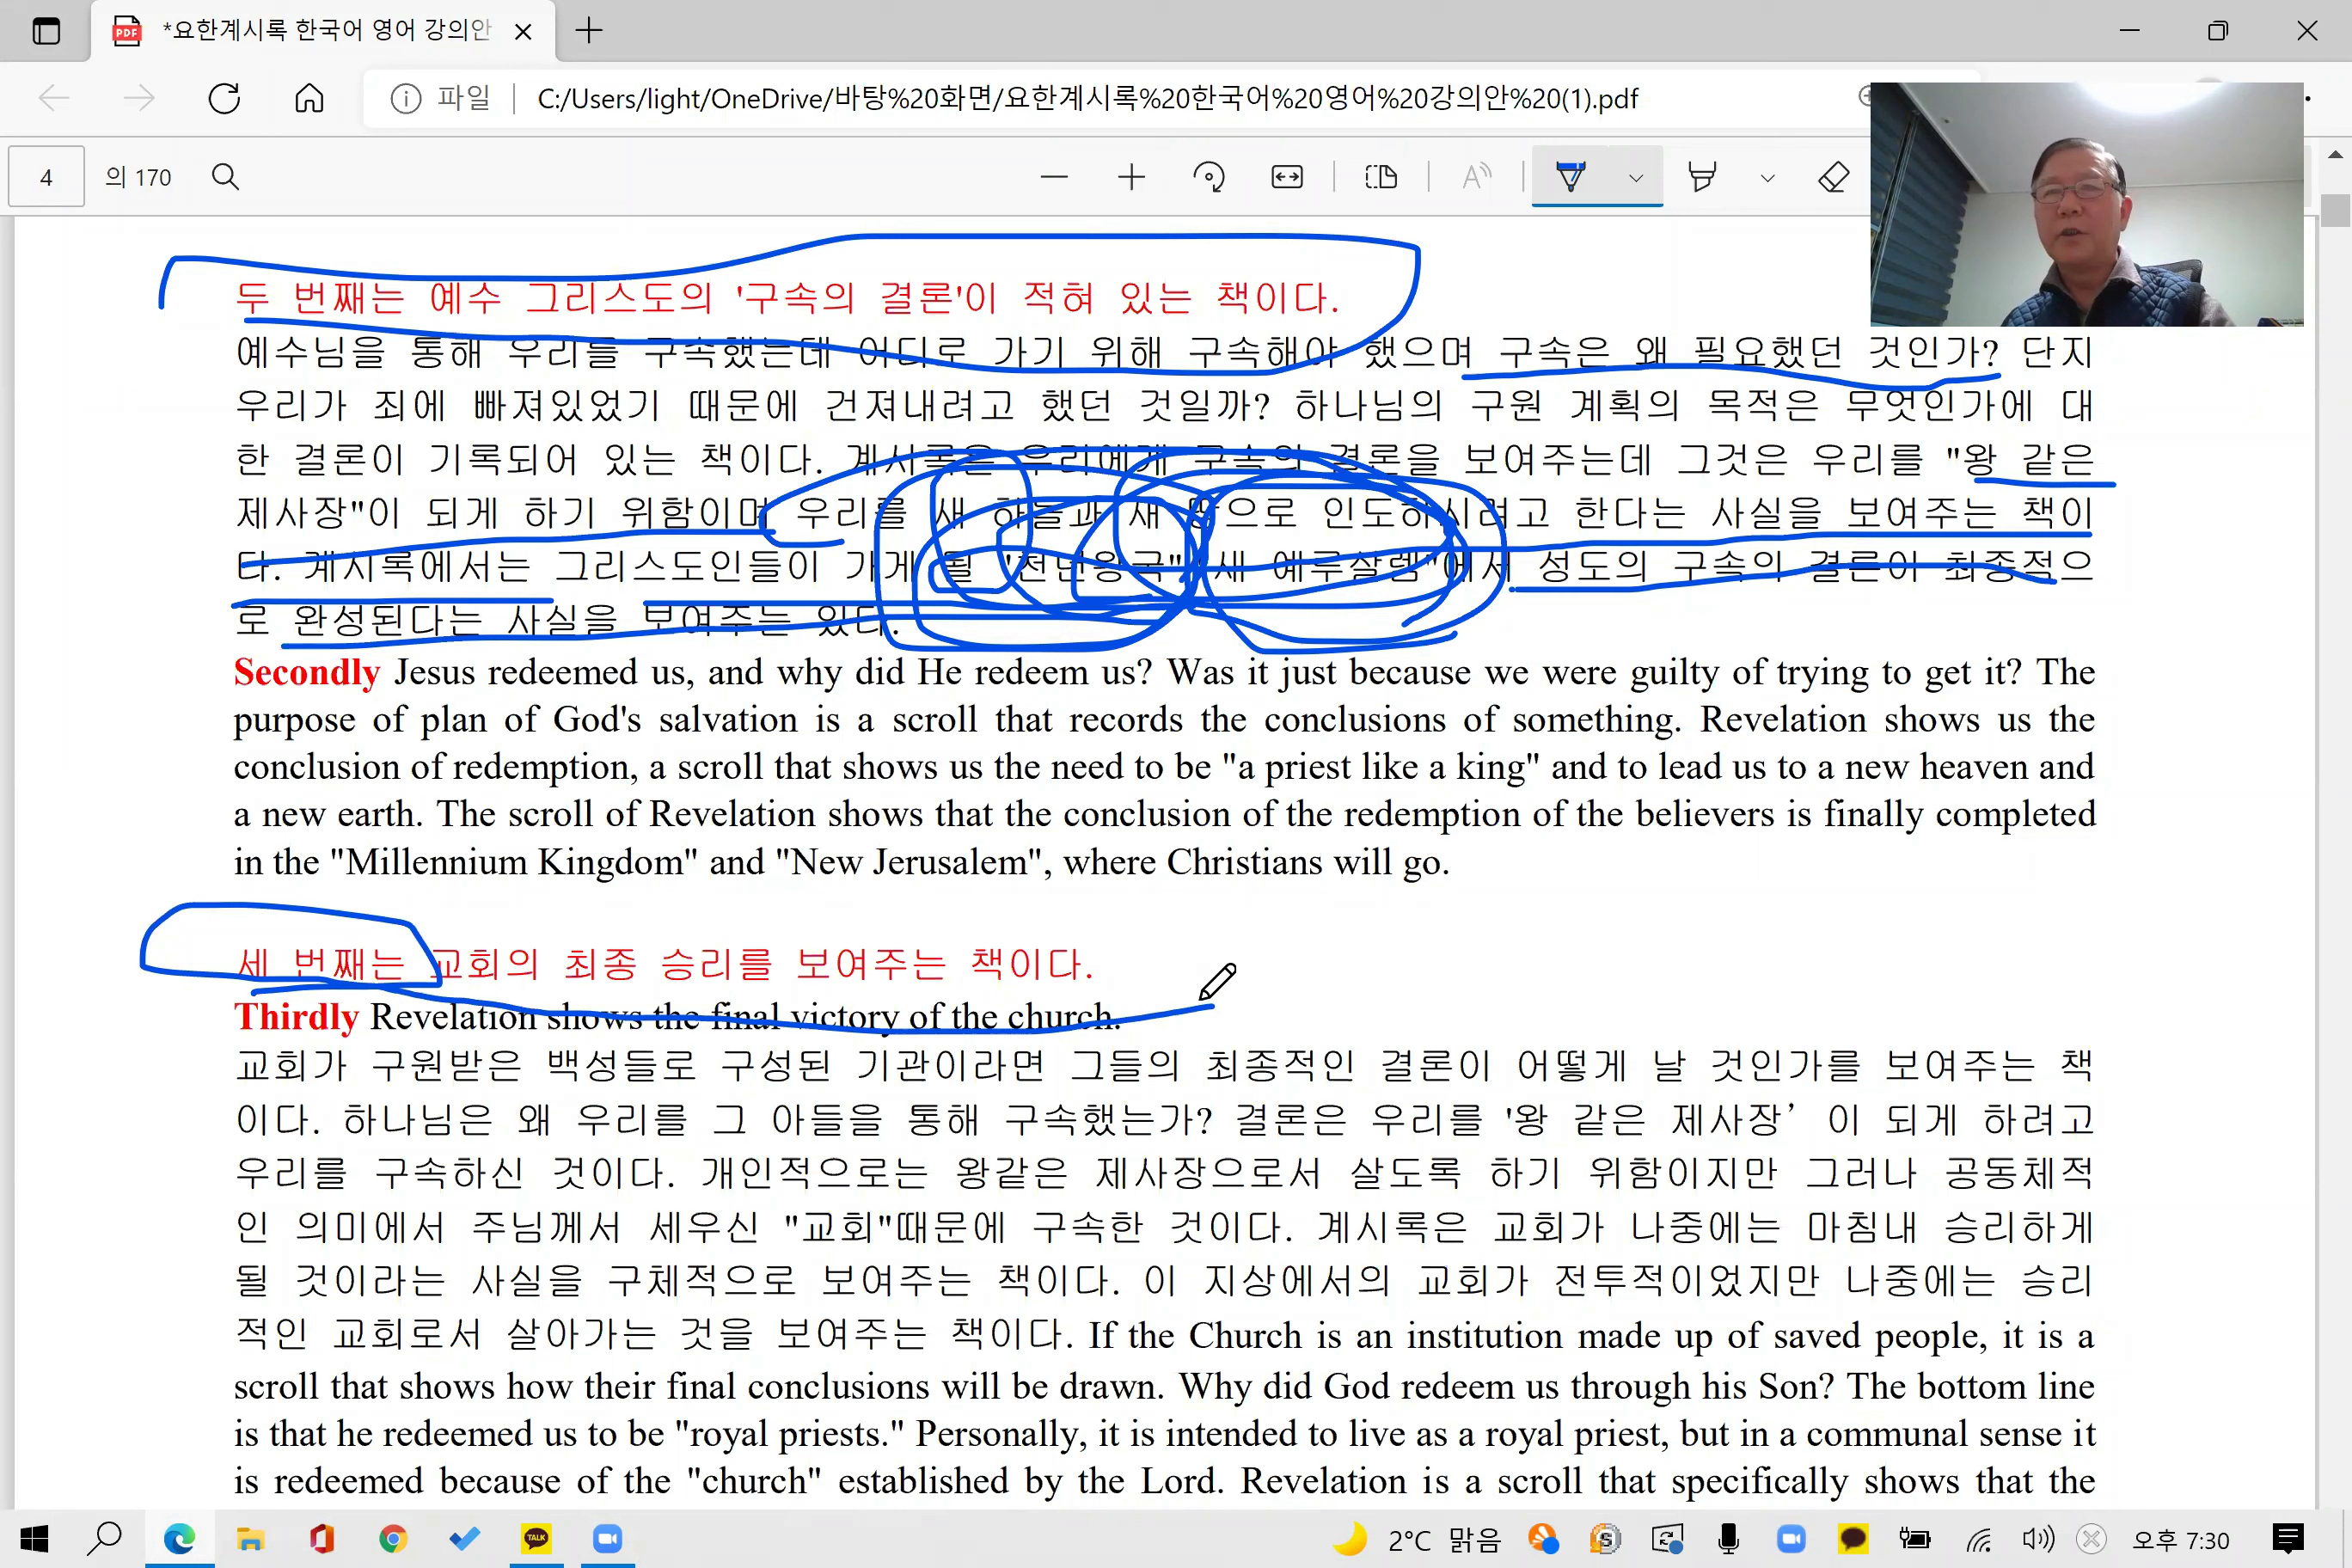 *요한계시록 한국어 영어 강의안
파일
C:/Users/light/OneDrive/바탕%20화면/요한계시록%20한국어%20영어%20강의안%20(1).pdf
4 의 170
두 번째는 예수 그리스도의 '구속의 결론'이 적혀 있는 책이다.
예수님을 통해 우리를 구속했는데 어디로 가기 위해 구속해야 했으며 구속은 왜 필요했던 것인가? 단지
우리가 죄에 빠져있었기 때문에 건져내려고 했던 것일까? 하나님의 구원 계획의 목적은 무엇인가에 대
한 결론이 기록되어 있는 책이다. 계시록은 우리에게 구속의 결론을 보여주는데 그것은 우리를 "왕 같은
제사장"이 되게 하기 위함이며 우리를 새 하늘과 새 땅으로 인도하시려고 한다는 사실을 보여주는 책이
다. 계시록에서는 그리스도인들이 가게 될 '천년왕국" "새 예루살렘"에서 성도의 구속의 결론이 최종적으
로 완성된다는 사실을 보여주는 있다.
Secondly Jesus redeemed us, and why did He redeem us? Was it just because we were guilty of trying to get it? The
purpose of plan of God's salvation is a scroll that records the conclusions of something. Revelation shows us the
conclusion of redemption, a scroll that shows us the need to be "a priest like a king" and to lead us to a new heaven and
a new earth. The scroll of Revelation shows that the conclusion of the redemption of the believers is finally completed
in the "Millennium Kingdom" and "New Jerusalem", where Christians will go.
세 번째는 교회의 최종 승리를 보여주는 책이다.
Thirdly Revelation shows the final victory of the church.
교회가 구원받은 백성들로 구성된 기관이라면 그들의 최종적인 결론이 어떻게 날 것인가를 보여주는 책
이다. 하나님은 왜 우리를 그 아들을 통해 구속했는가? 결론은 우리를 '왕 같은 제사장’ 이 되게 하려고
우리를 구속하신 것이다. 개인적으로는 왕같은 제사장으로서 살도록 하기 위함이지만 그러나 공동체적
인 의미에서 주님께서 세우신 "교회"때문에 구속한 것이다. 계시록은 교회가 나중에는 마침내 승리하게
될 것이라는 사실을 구체적으로 보여주는 책이다. 이 지상에서의 교회가 전투적이었지만 나중에는 승리
적인 교회로서 살아가는 것을 보여주는 책이다. If the Church is an institution made up of saved people, it is a
scroll that shows how their final conclusions will be drawn. Why did God redeem us through his Son? The bottom line
is that he redeemed us to be "royal priests." Personally, it is intended to live as a royal priest, but in a communal sense it
is redeemed because of the "church" established by the Lord. Revelation is a scroll that specifically shows that the
2°C 맑음 오후 7:30